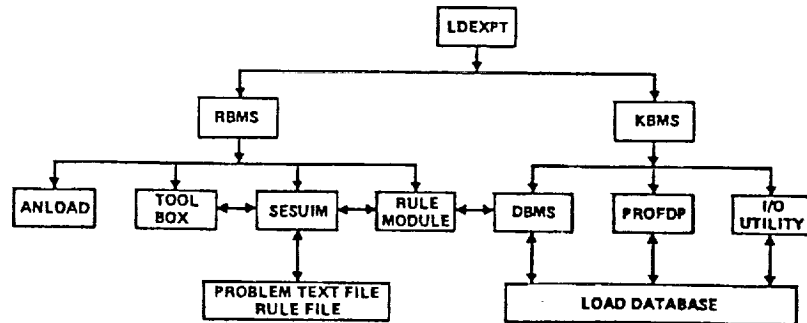 LDEXPT
RBMS
KBMS
ANLOAD
TOOL
BOX
SESUIM
RULE
MODULE
DBMS
PROFDP
I/O
UTILITY
PROBLEM TEXT FILE
RULE FILE
LOAD DATABASE